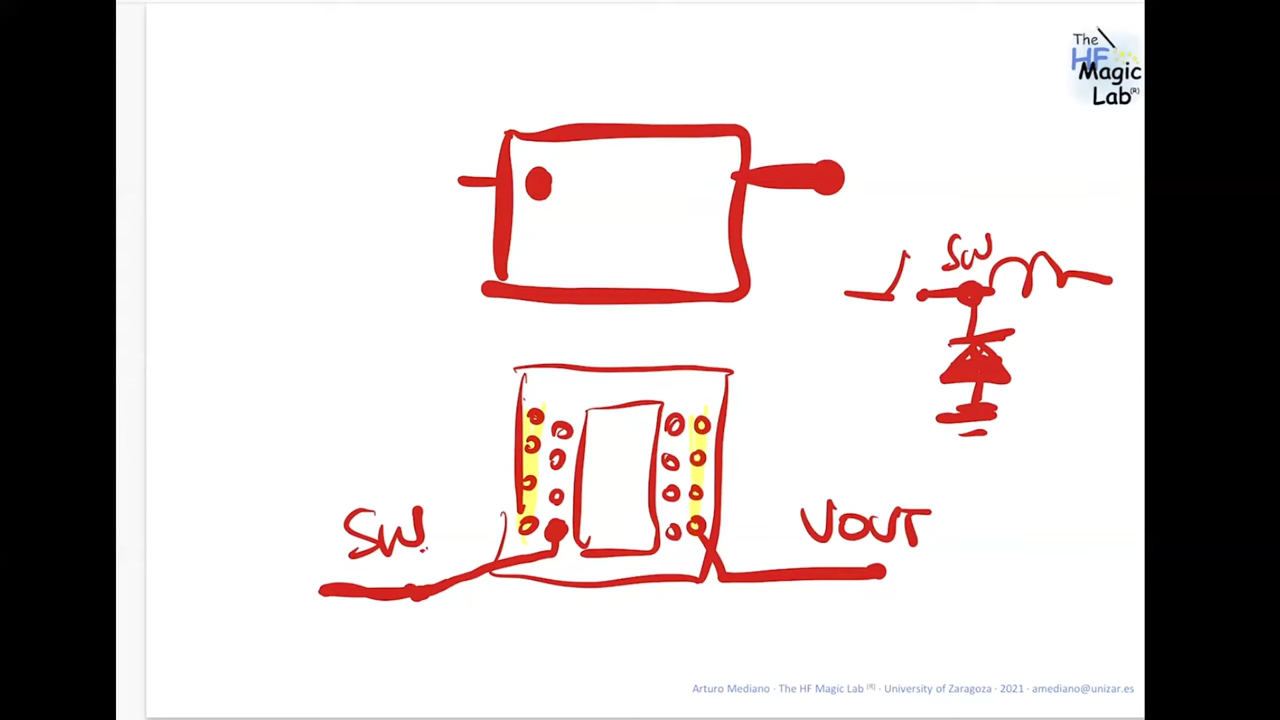 The
HF
Magic
Lab(R)
SW
SW
VOUT
Arturo Mediano · The HF Magic Lab (R) · University of Zaragoza · 2021 · amediano@unizar.es